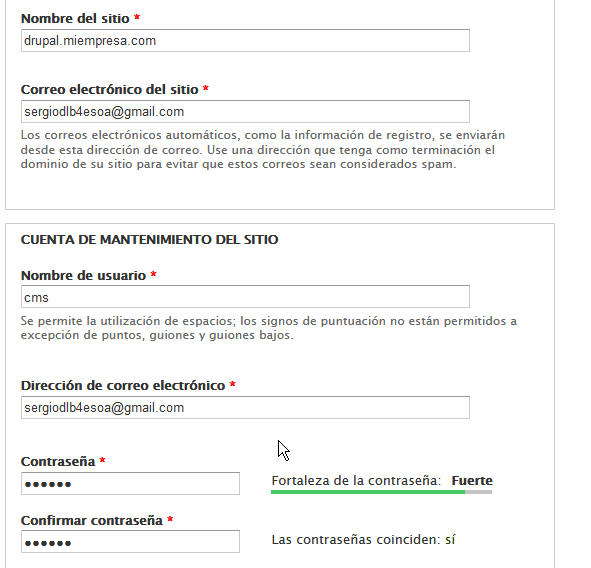 Nombre del sitio *
drupal.miempresa.com
Correo electrónico del sitio *
sergiodlb4esoa@gmail.com
Los correos electrónicos automáticos, como la información de registro, se enviarán
desde esta dirección de correo. Use una dirección que tenga como terminación el
dominio de su sitio para evitar que estos correos sean considerados spam.
CUENTA DE MANTENIMIENTO DEL SITIO
Nombre de usuario *
cms
Se permite la utilización de espacios; los signos de puntuación no están permitidos a
excepción de puntos, guiones y guiones bajos.
Dirección de correo electrónico *
sergiodlb4esoa@gmail.com
Contraseña *
●●●●●● Fortaleza de la contraseña: Fuerte
Confirmar contraseña *
●●●●●● Las contraseñas coinciden: sí